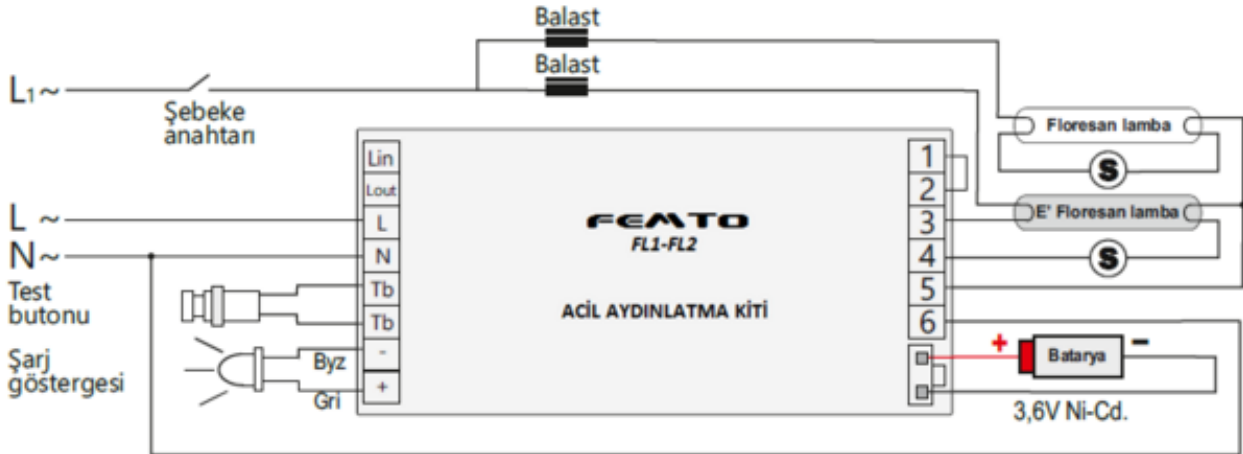 Balast
Balast
L1~
Şebeke
anahtarı
Floresan lamba
S
E' Floresan lamba
S
Lin
Lout
L
N
Tb
Tb
-
+
1
2
3
4
5
6
FEMTO
FL1-FL2
ACİL AYDINLATMA KİTİ
L ~
N~
Test
butonu
Şarj
göstergesi
Byz
Gri
+
Batarya
-
3,6V Ni-Cd.